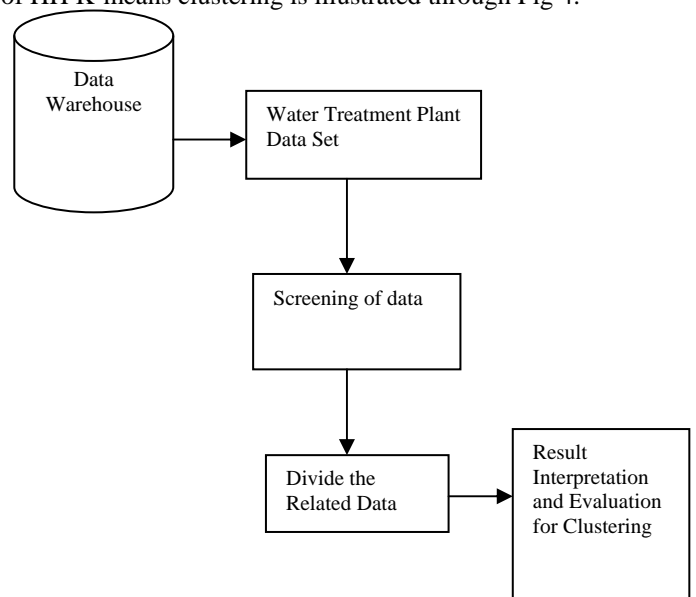 of means clustering is illustrated through Fig 4.
Data
Warehouse
Water Treatment Plant
Data Set
Screening of data
Divide the
Related Data
Result
Interpretation
and Evaluation
for Clustering